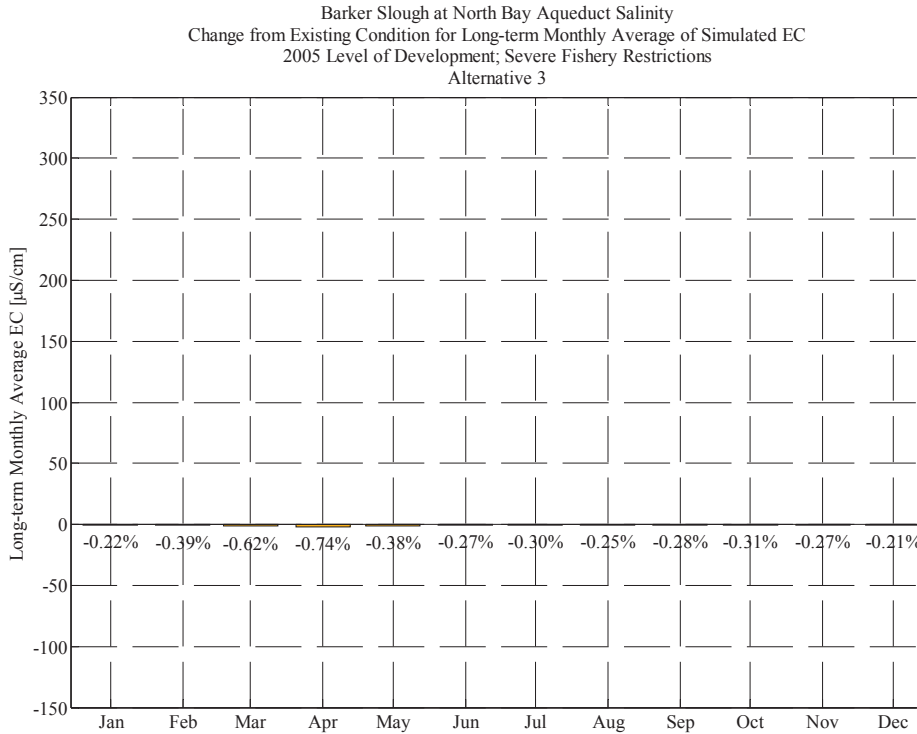 Barker Slough at North Bay Aqueduct Salinity
Change from Existing Condition for Long-term Monthly Average of Simulated EC
2005 Level of Development; Severe Fishery Restrictions
Alternative 3
Long-term Monthly Average EC [µS/cm]
350
300
250
200
150
100
50
0
-0.22% -0.39% -0.62% -0.74% -0.38% -0.27% -0.30% -0.25% -0.28% -0.31% -0.27% -0.21%
-50
-100
-150
Jan Feb Mar Apr May Jun Jul Aug Sep Oct Nov Dec